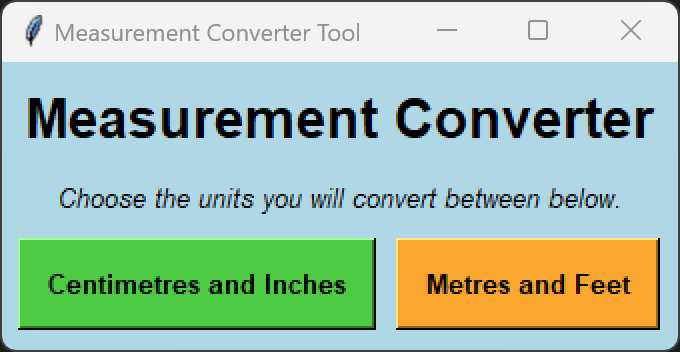 Measurement Converter Tool
Measurement Converter
Choose the units you will convert between below.
Centimetres and Inches
Metres and Feet